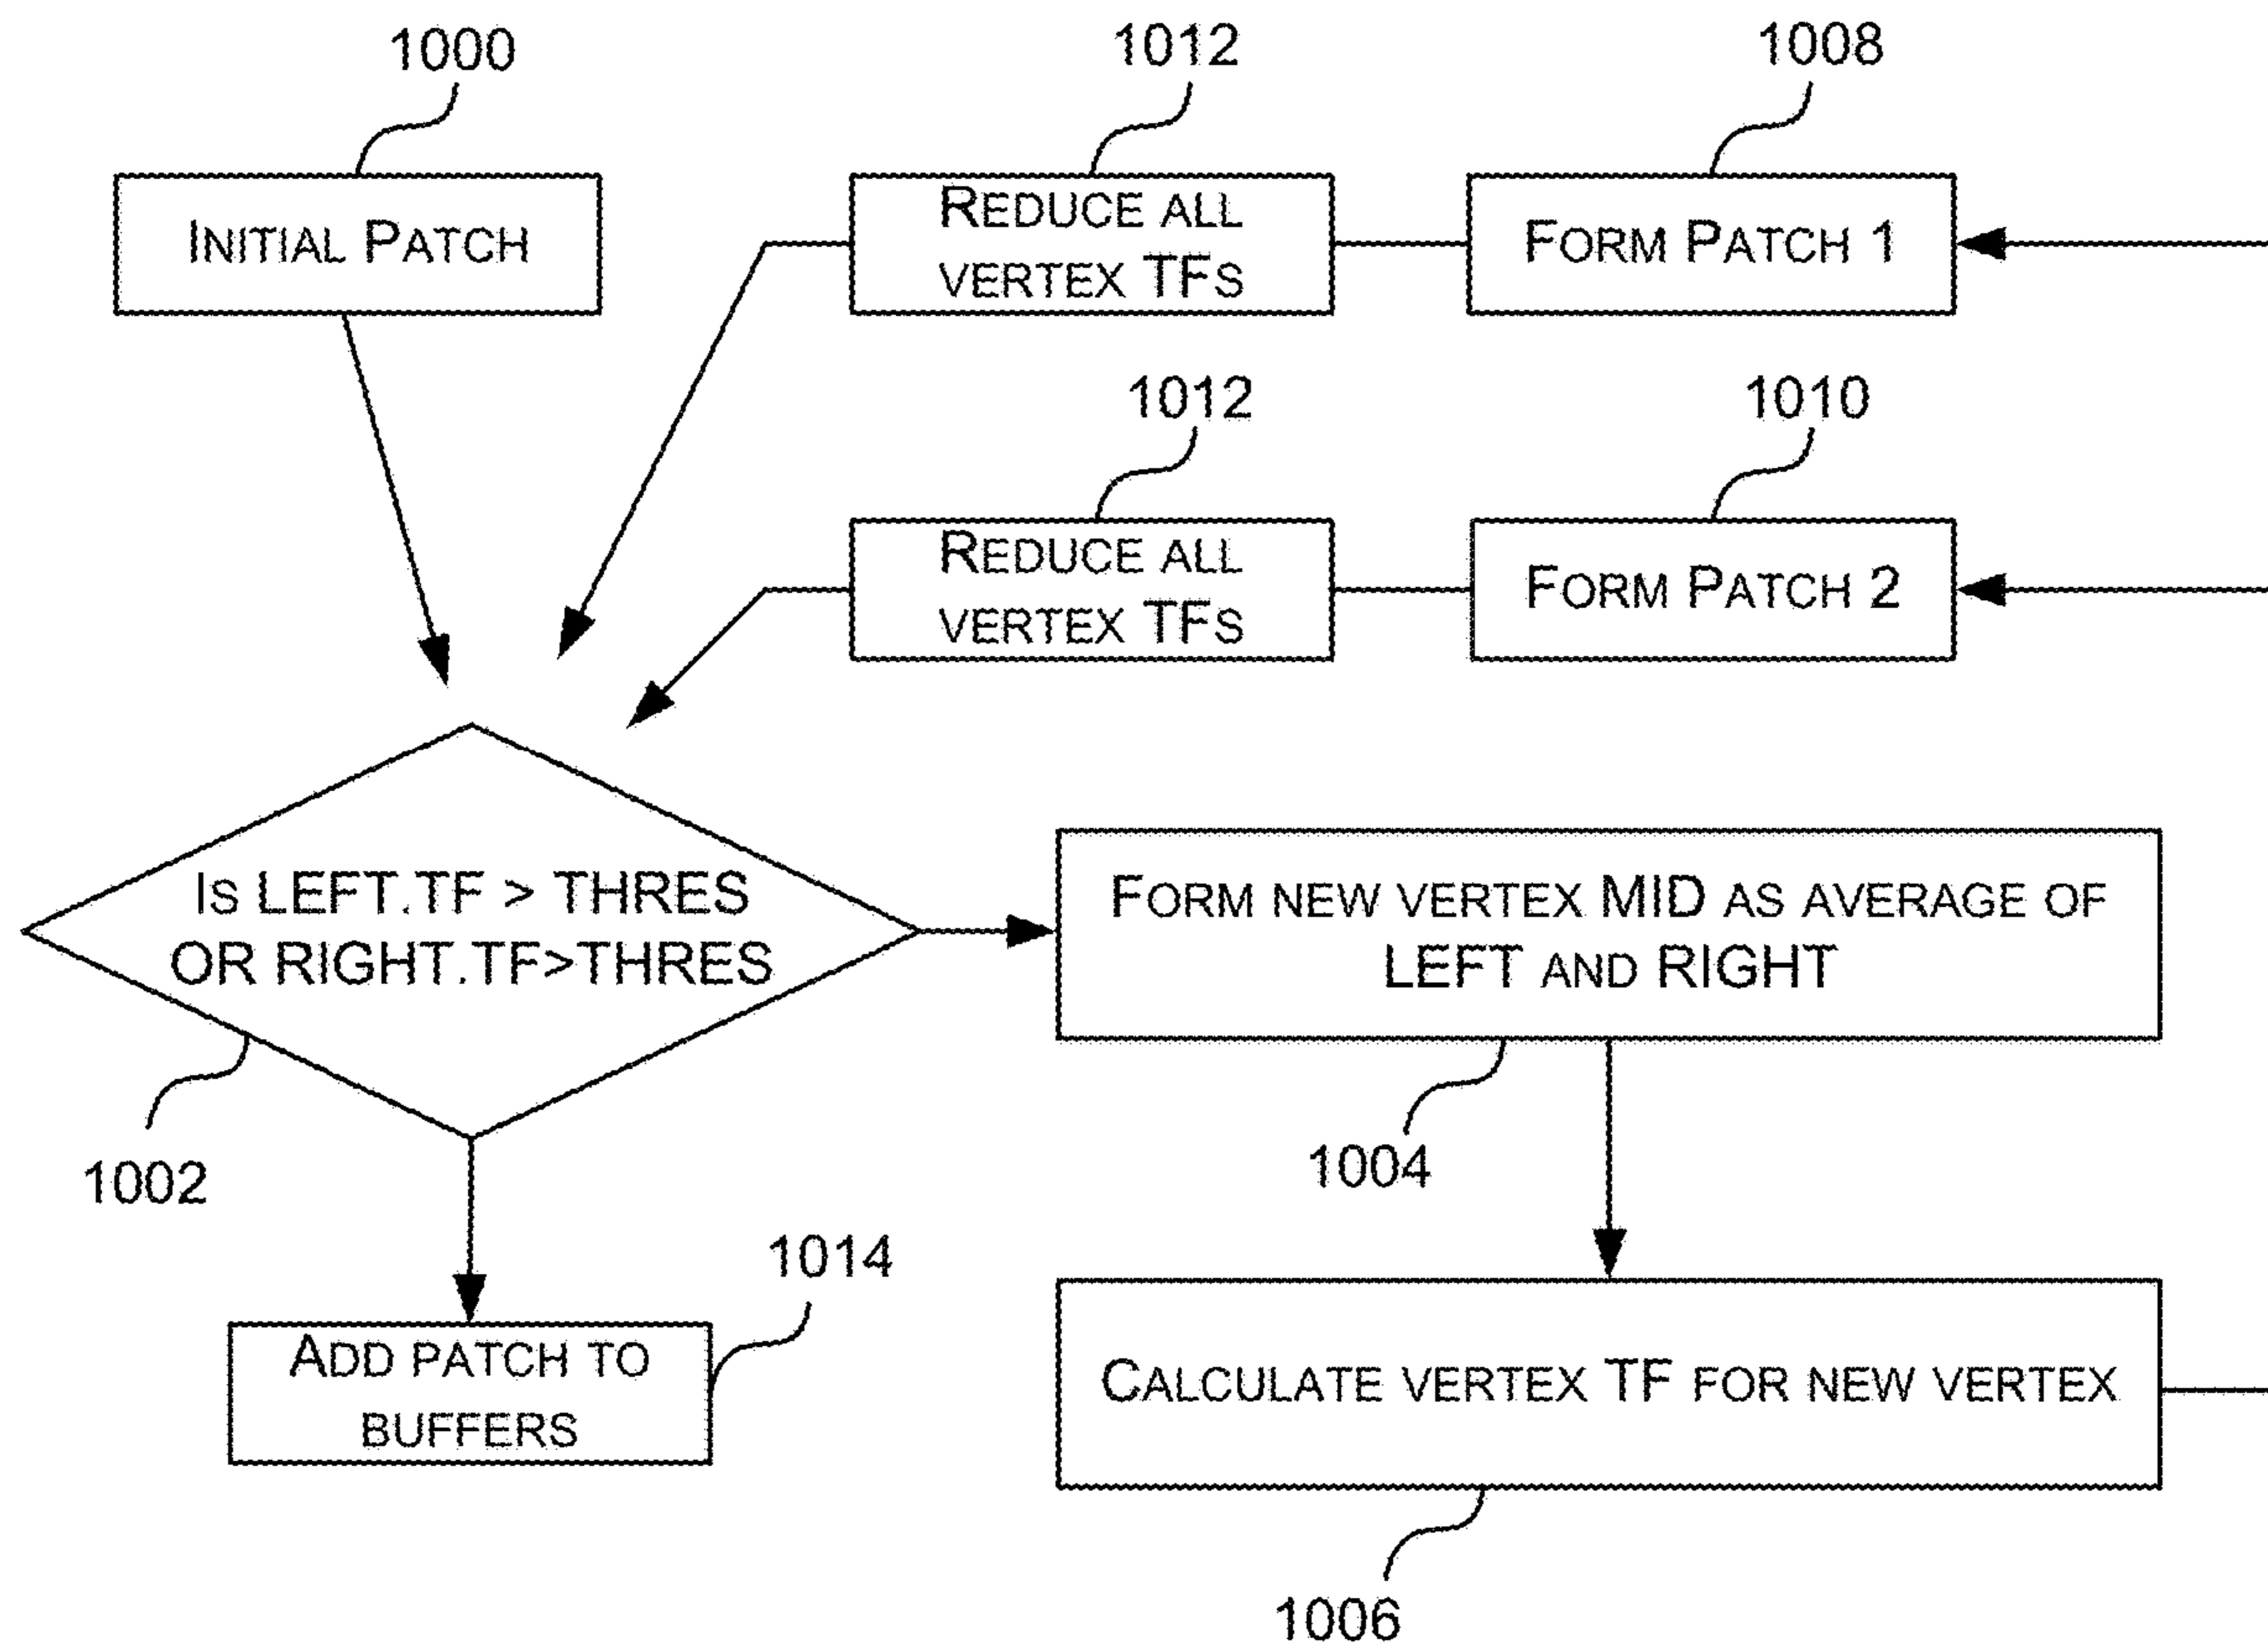 1000
1012
1008
INITIAL PATCH
REDUCE ALL
VERTEX TFS
FORM PATCH 1
1012
1010
REDUCE ALL
VERTEX TFS
FORM PATCH 2
IS LEFT.TF > THRES
OR RIGHT.TF>THRES
FORM NEW VERTEX MID AS AVERAGE OF
LEFT AND RIGHT
1002
1004
1014
ADD PATCH TO
BUFFERS
CALCULATE VERTEX TF FOR NEW VERTEX
1006